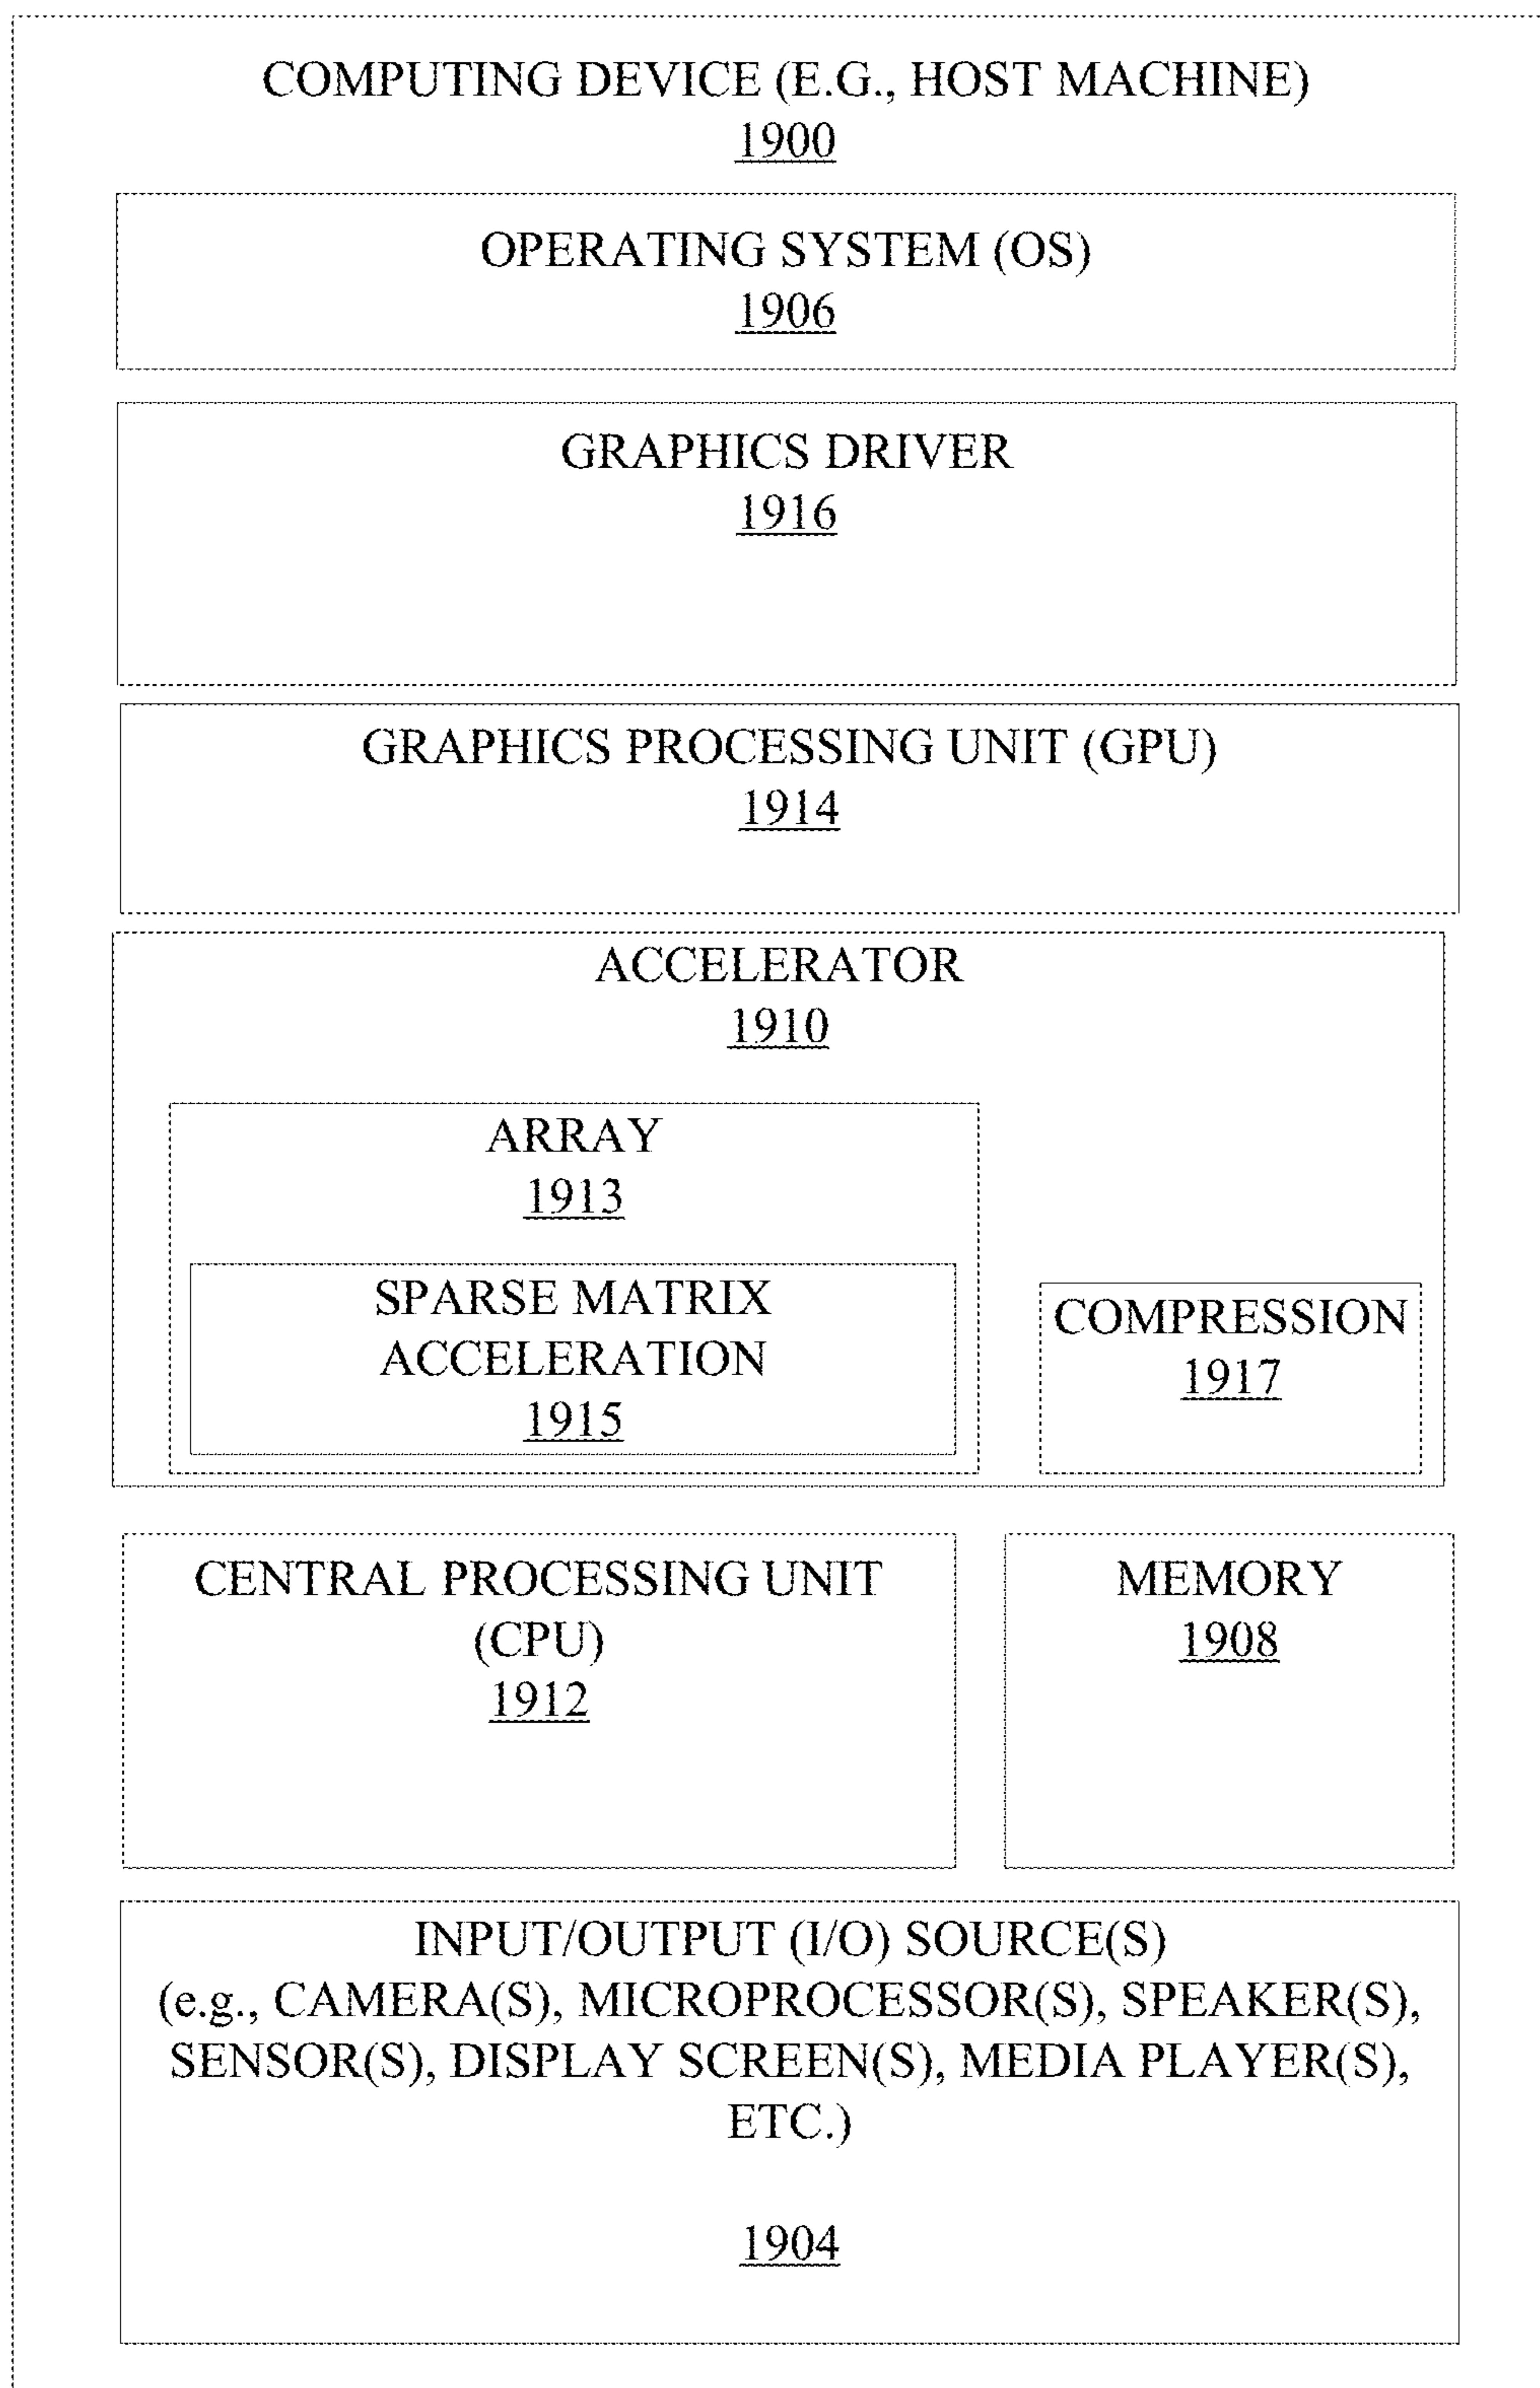 COMPUTING DEVICE (E.G., HOST MACHINE)
1900
OPERATING SYSTEM (OS)
1906
GRAPHICS DRIVER
1916
GRAPHICS PROCESSING UNIT (GPU)
1914
ACCELERATOR
1910
ARRAY
1913
SPARSE MATRIX
ACCELERATION
1915
COMPRESSION
1917
CENTRAL PROCESSING UNIT
(CPU)
1912
MEMORY
1908
INPUT/OUTPUT (I/O) SOURCE(S)
(e.g., CAMERA(S), MICROPROCESSOR(S), SPEAKER(S),
SENSOR(S), DISPLAY SCREEN(S), MEDIA PLAYER(S),
ETC.)
1904